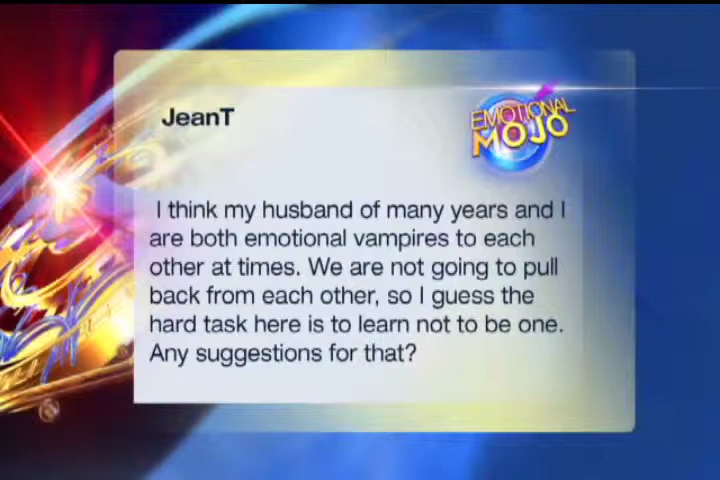 JeanT
EMOTIONAL
MOJO
I think my husband of many years and I
are both emotional vampires to each
other at times. We are not going to pull
back from each other, so I guess the
hard task here is to learn not to be one.
Any suggestions for that?